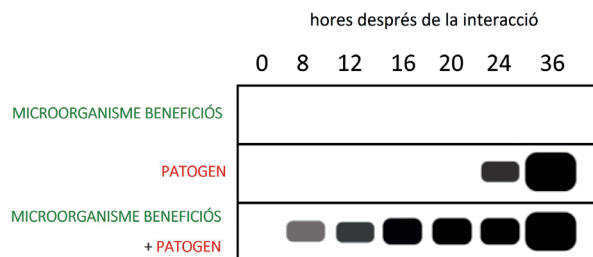 hores després de la interacció
0 8 12 16 20 24 36
MICROORGANISME BENEFICIÓS
PATOGEN
MICROORGANISME BENEFICIÓS
+ PATOGEN